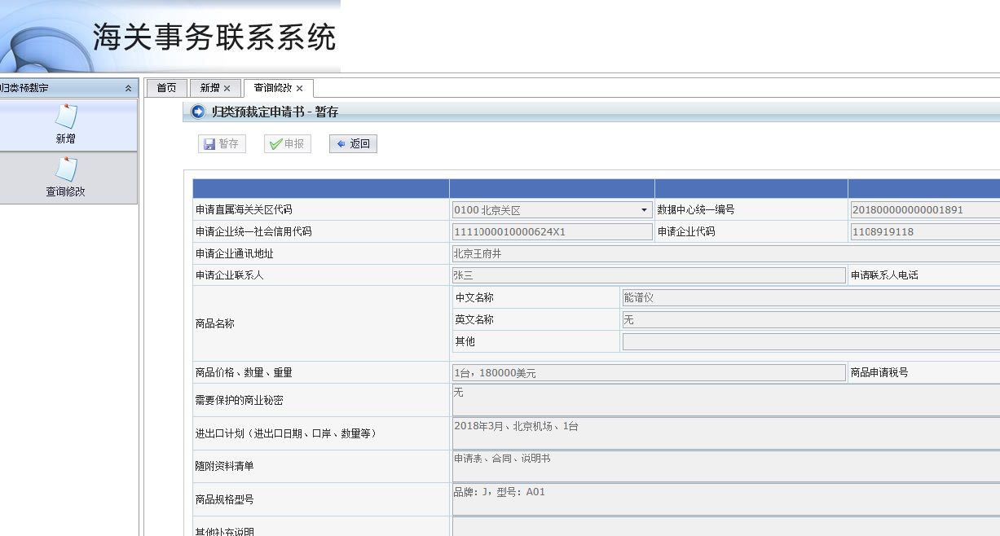 海关事务联系系统
归类预裁定
新增
查询修改
首页 新增 查询修改
归类预裁定申请书 - 暂存
暂存 申报 返回
申请直属海关关区代码 0100 北京关区 数据中心统一编号 201800000000001891
申请企业统一社会信用代码 1111000010000624X1 申请企业代码 1108919118
申请企业通讯地址 北京王府井
申请企业联系人 张三 申请联系人电话
商品名称
中文名称 能谱仪
英文名称 无
其他
商品价格、数量、重量 1台，180000美元 商品申请税号
需要保护的商业秘密 无
进出口计划（进出口日期、口岸、数量等） 2018年3月、北京机场、1台
随附资料清单 申请表、合同、说明书
商品规格型号 品牌：J，型号：A01
其他补充说明